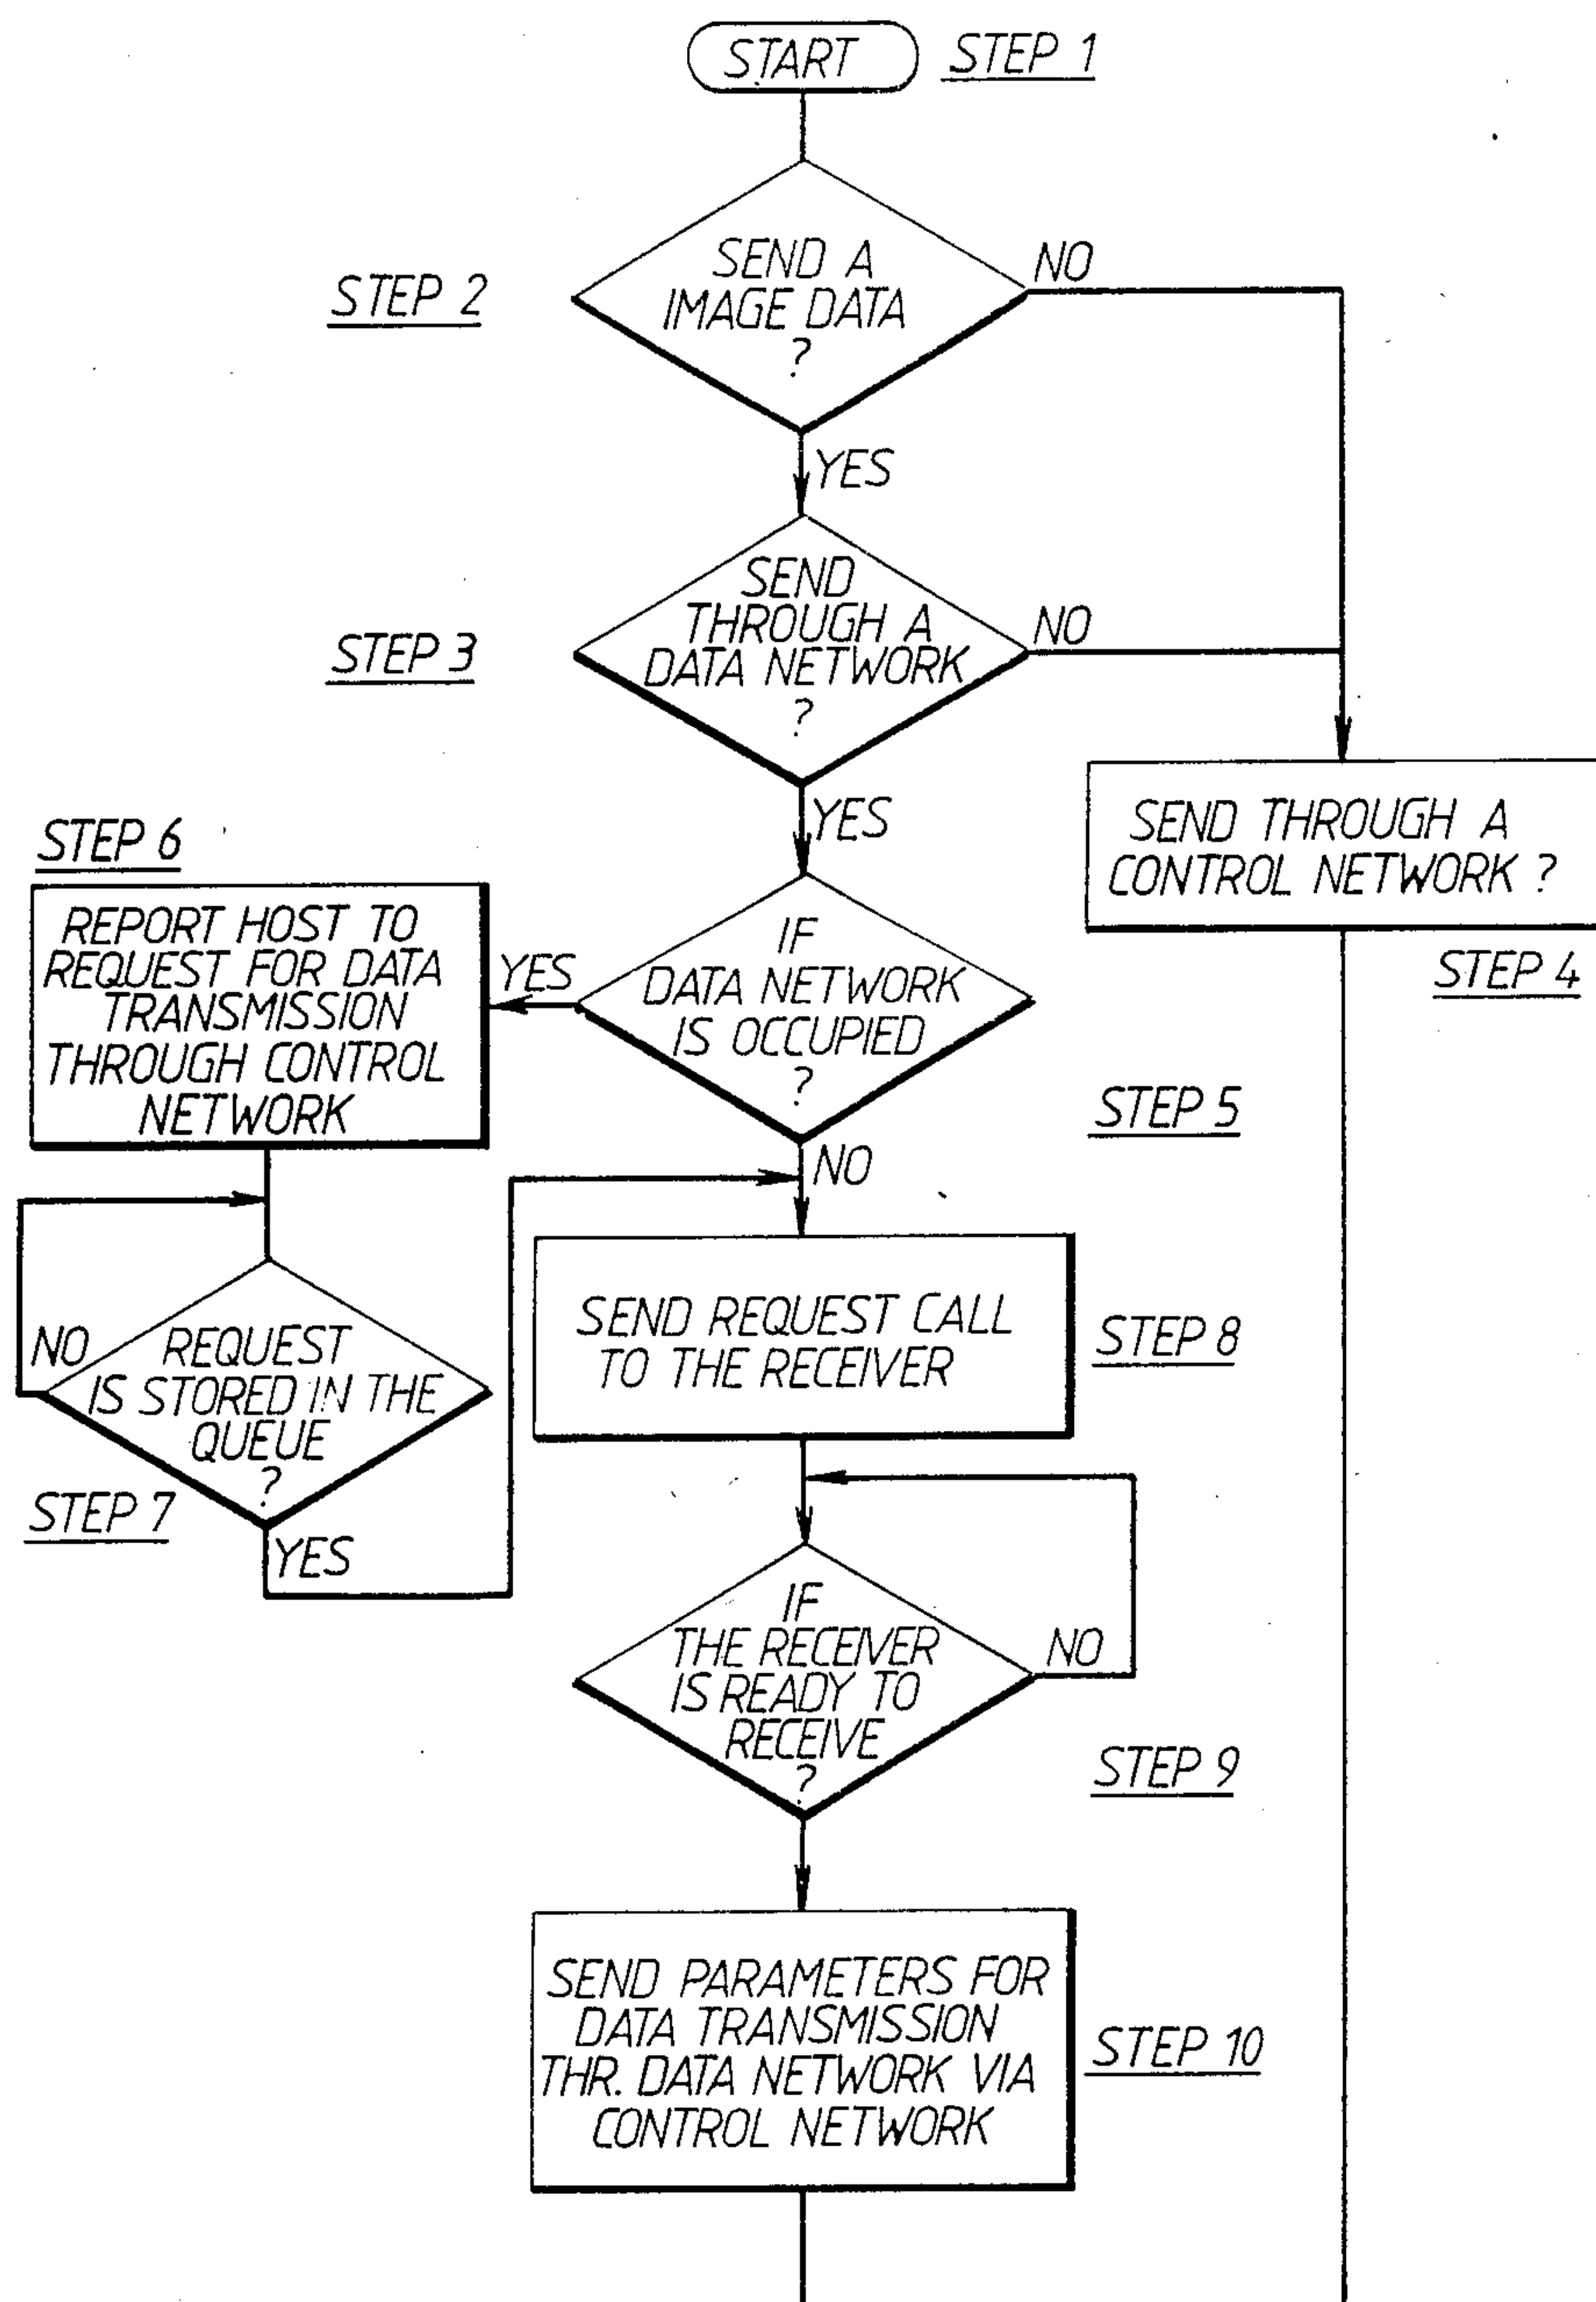 START
STEP 1
SEND A
IMAGE DATA
?
NO
STEP 2
YES
SEND
THROUGH A
DATA NETWORK
?
NO
STEP 3
YES
SEND THROUGH A
CONTROL NETWORK ?
STEP 4
STEP 6
REPORT HOST TO
REQUEST FOR DATA
TRANSMISSION
THROUGH CONTROL
NETWORK
YES
IF
DATA NETWORK
IS OCCUPIED
?
STEP 5
NO
NO
REQUEST
IS STORED IN THE
QUEUE
?
STEP 7
YES
SEND REQUEST CALL
TO THE RECEIVER
STEP 8
IF
THE RECEIVER
IS READY TO
RECEIVE
?
NO
STEP 9
SEND PARAMETERS FOR
DATA TRANSMISSION
THR. DATA NETWORK VIA
CONTROL NETWORK
STEP 10